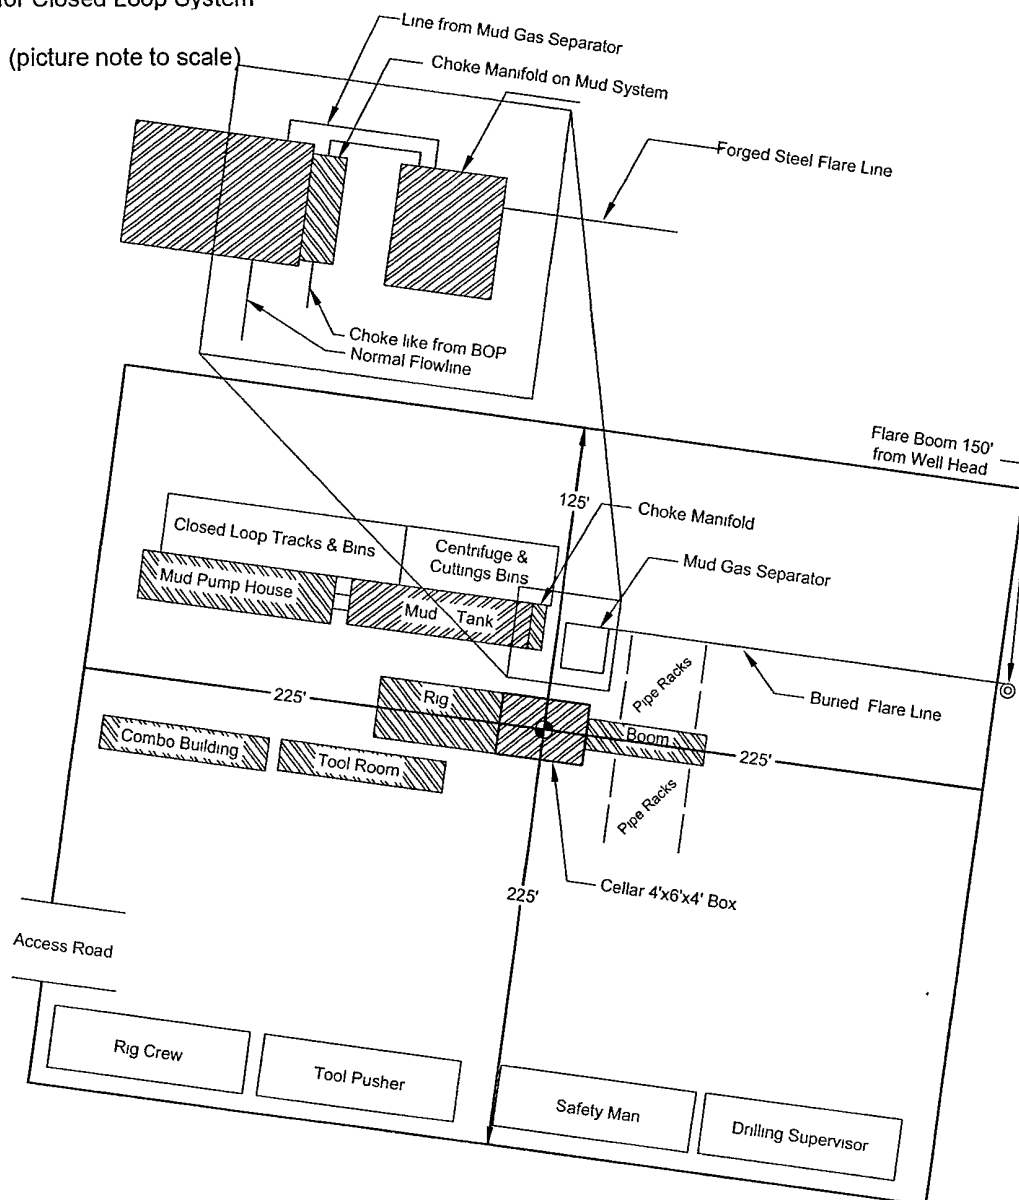 for Closed Loop System
(picture note to scale)
Line from Mud Gas Separator
Choke Manifold on Mud System
Forged Steel Flare Line
Choke like from BOP
Normal Flowline
Flare Boom 150'
from Well Head
125'
Choke Manifold
Closed Loop Tracks & Bins
Centrifuge &
Cuttings Bins
Mud Gas Separator
Mud Pump House
Mud Tank
Pipe Racks
225'
Rig
Buried Flare Line
Combo Building
Tool Room
Boom
225'
Pipe Racks
225'
Cellar 4'x6'x4' Box
Access Road
Rig Crew
Tool Pusher
Safety Man
Drilling Supervisor